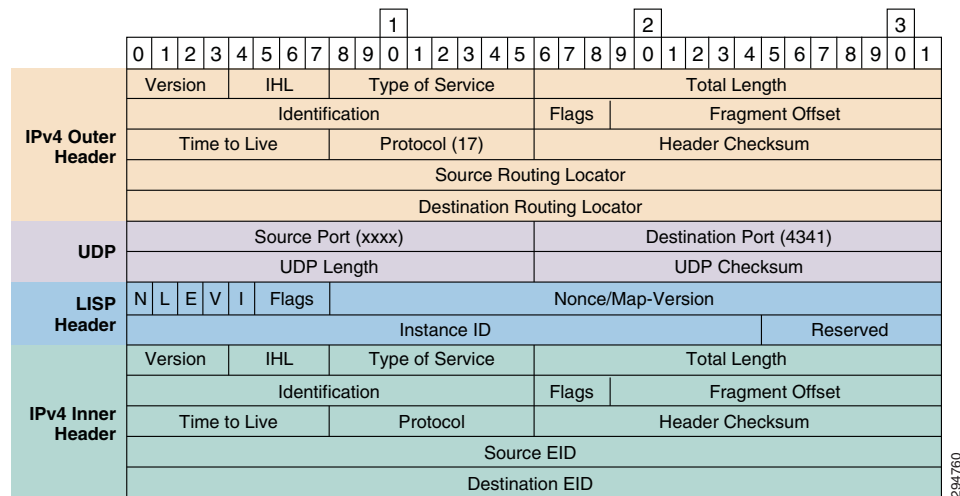 1 2 3
0 1 2 3 4 5 6 7 8 9 0 1 2 3 4 5 6 7 8 9 0 1 2 3 4 5 6 7 8 9 0 1
IPv4 Outer Header
Version IHL Type of Service Total Length
Identification Flags Fragment Offset
Time to Live Protocol (17) Header Checksum
Source Routing Locator
Destination Routing Locator
UDP
Source Port (xxxx) Destination Port (4341)
UDP Length UDP Checksum
LISP Header
N L E V I Flags Nonce/Map-Version
Instance ID Reserved
IPv4 Inner Header
Version IHL Type of Service Total Length
Identification Flags Fragment Offset
Time to Live Protocol Header Checksum
Source EID
Destination EID
294760